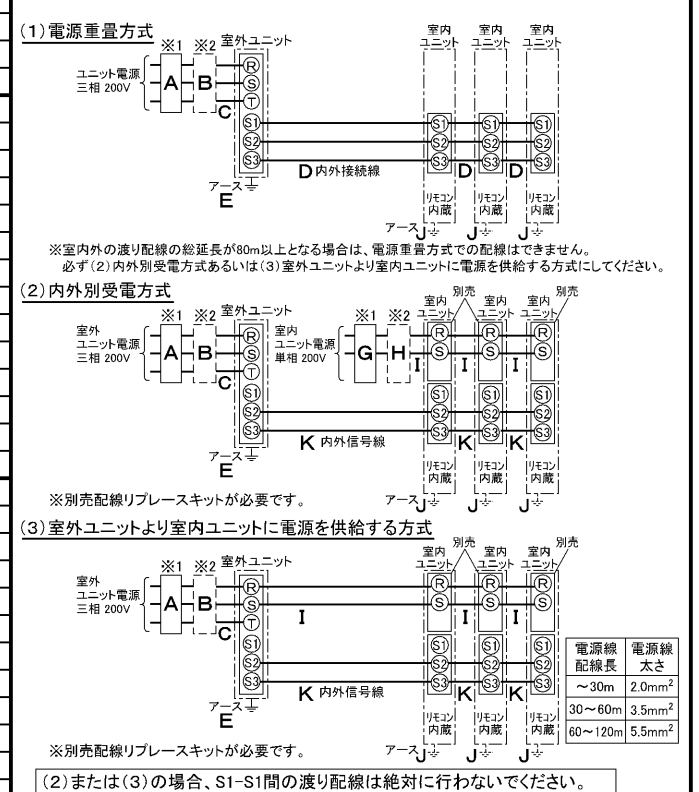 (1)電源重畳方式
※1 ※2 室外ユニット
室内ユニット 室内ユニット 室内ユニット
ユニット電源
三相 200V
A B C
R
S
T
S1 S1 S1 S1
S2 S2 S2 S2
S3 S3 S3 S3
D 内外接続線 D D
アース
E
リモコン内蔵 リモコン内蔵 リモコン内蔵
アース J J J
※室内外の渡り配線の総延長が80m以上となる場合は、電源重畳方式での配線はできません。
必ず(2)内外別受電方式あるいは(3)室外ユニットより室内ユニットに電源を供給する方式にしてください。
(2)内外別受電方式
※1 ※2 室外ユニット
※1 ※2
室内ユニット 別売 室内ユニット 室内ユニット 別売
室外
ユニット電源
三相 200V
A B C
室内
ユニット電源
単相 200V
G H I I I
R R R R
S S S S
T
S1 S1 S1 S1
S2 S2 S2 S2
S3 S3 S3 S3
K 内外信号線 K K
アース
E
リモコン内蔵 リモコン内蔵 リモコン内蔵
※別売配線リプレースキットが必要です。
アース J J J
(3)室外ユニットより室内ユニットに電源を供給する方式
※1 ※2 室外ユニット
室内ユニット 別売 室内ユニット 室内ユニット 別売
室外
ユニット電源
三相 200V
A B C
R R R R
S S S S
T
I I I
S1 S1 S1 S1
S2 S2 S2 S2
S3 S3 S3 S3
K 内外信号線 K K
アース
E
リモコン内蔵 リモコン内蔵 リモコン内蔵
電源線配線長 電源線太さ
～30m 2.0mm²
30～60m 3.5mm²
60～120m 5.5mm²
※別売配線リプレースキットが必要です。
アース J J J
(2)または(3)の場合、S1-S1間の渡り配線は絶対に行わないでください。